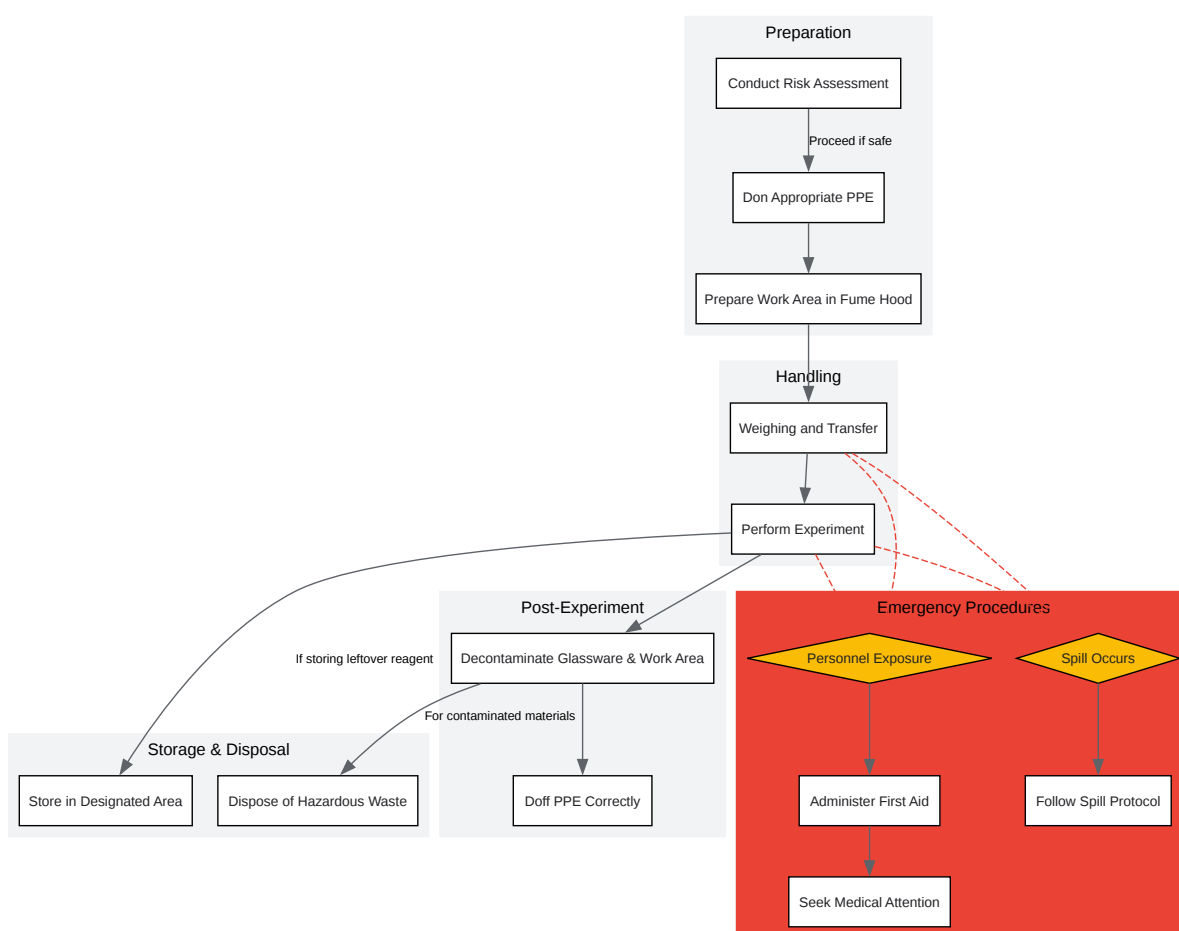 Preparation
Conduct Risk Assessment
Proceed if safe
Don Appropriate PPE
Prepare Work Area in Fume Hood
Handling
Weighing and Transfer
Perform Experiment
Post-Experiment
Emergency Procedures
If storing leftover reagent
Decontaminate Glassware & Work Area
Personnel Exposure
Spill Occurs
For contaminated materials
Storage & Disposal
Store in Designated Area
Dispose of Hazardous Waste
Doff PPE Correctly
Administer First Aid
Follow Spill Protocol
Seek Medical Attention